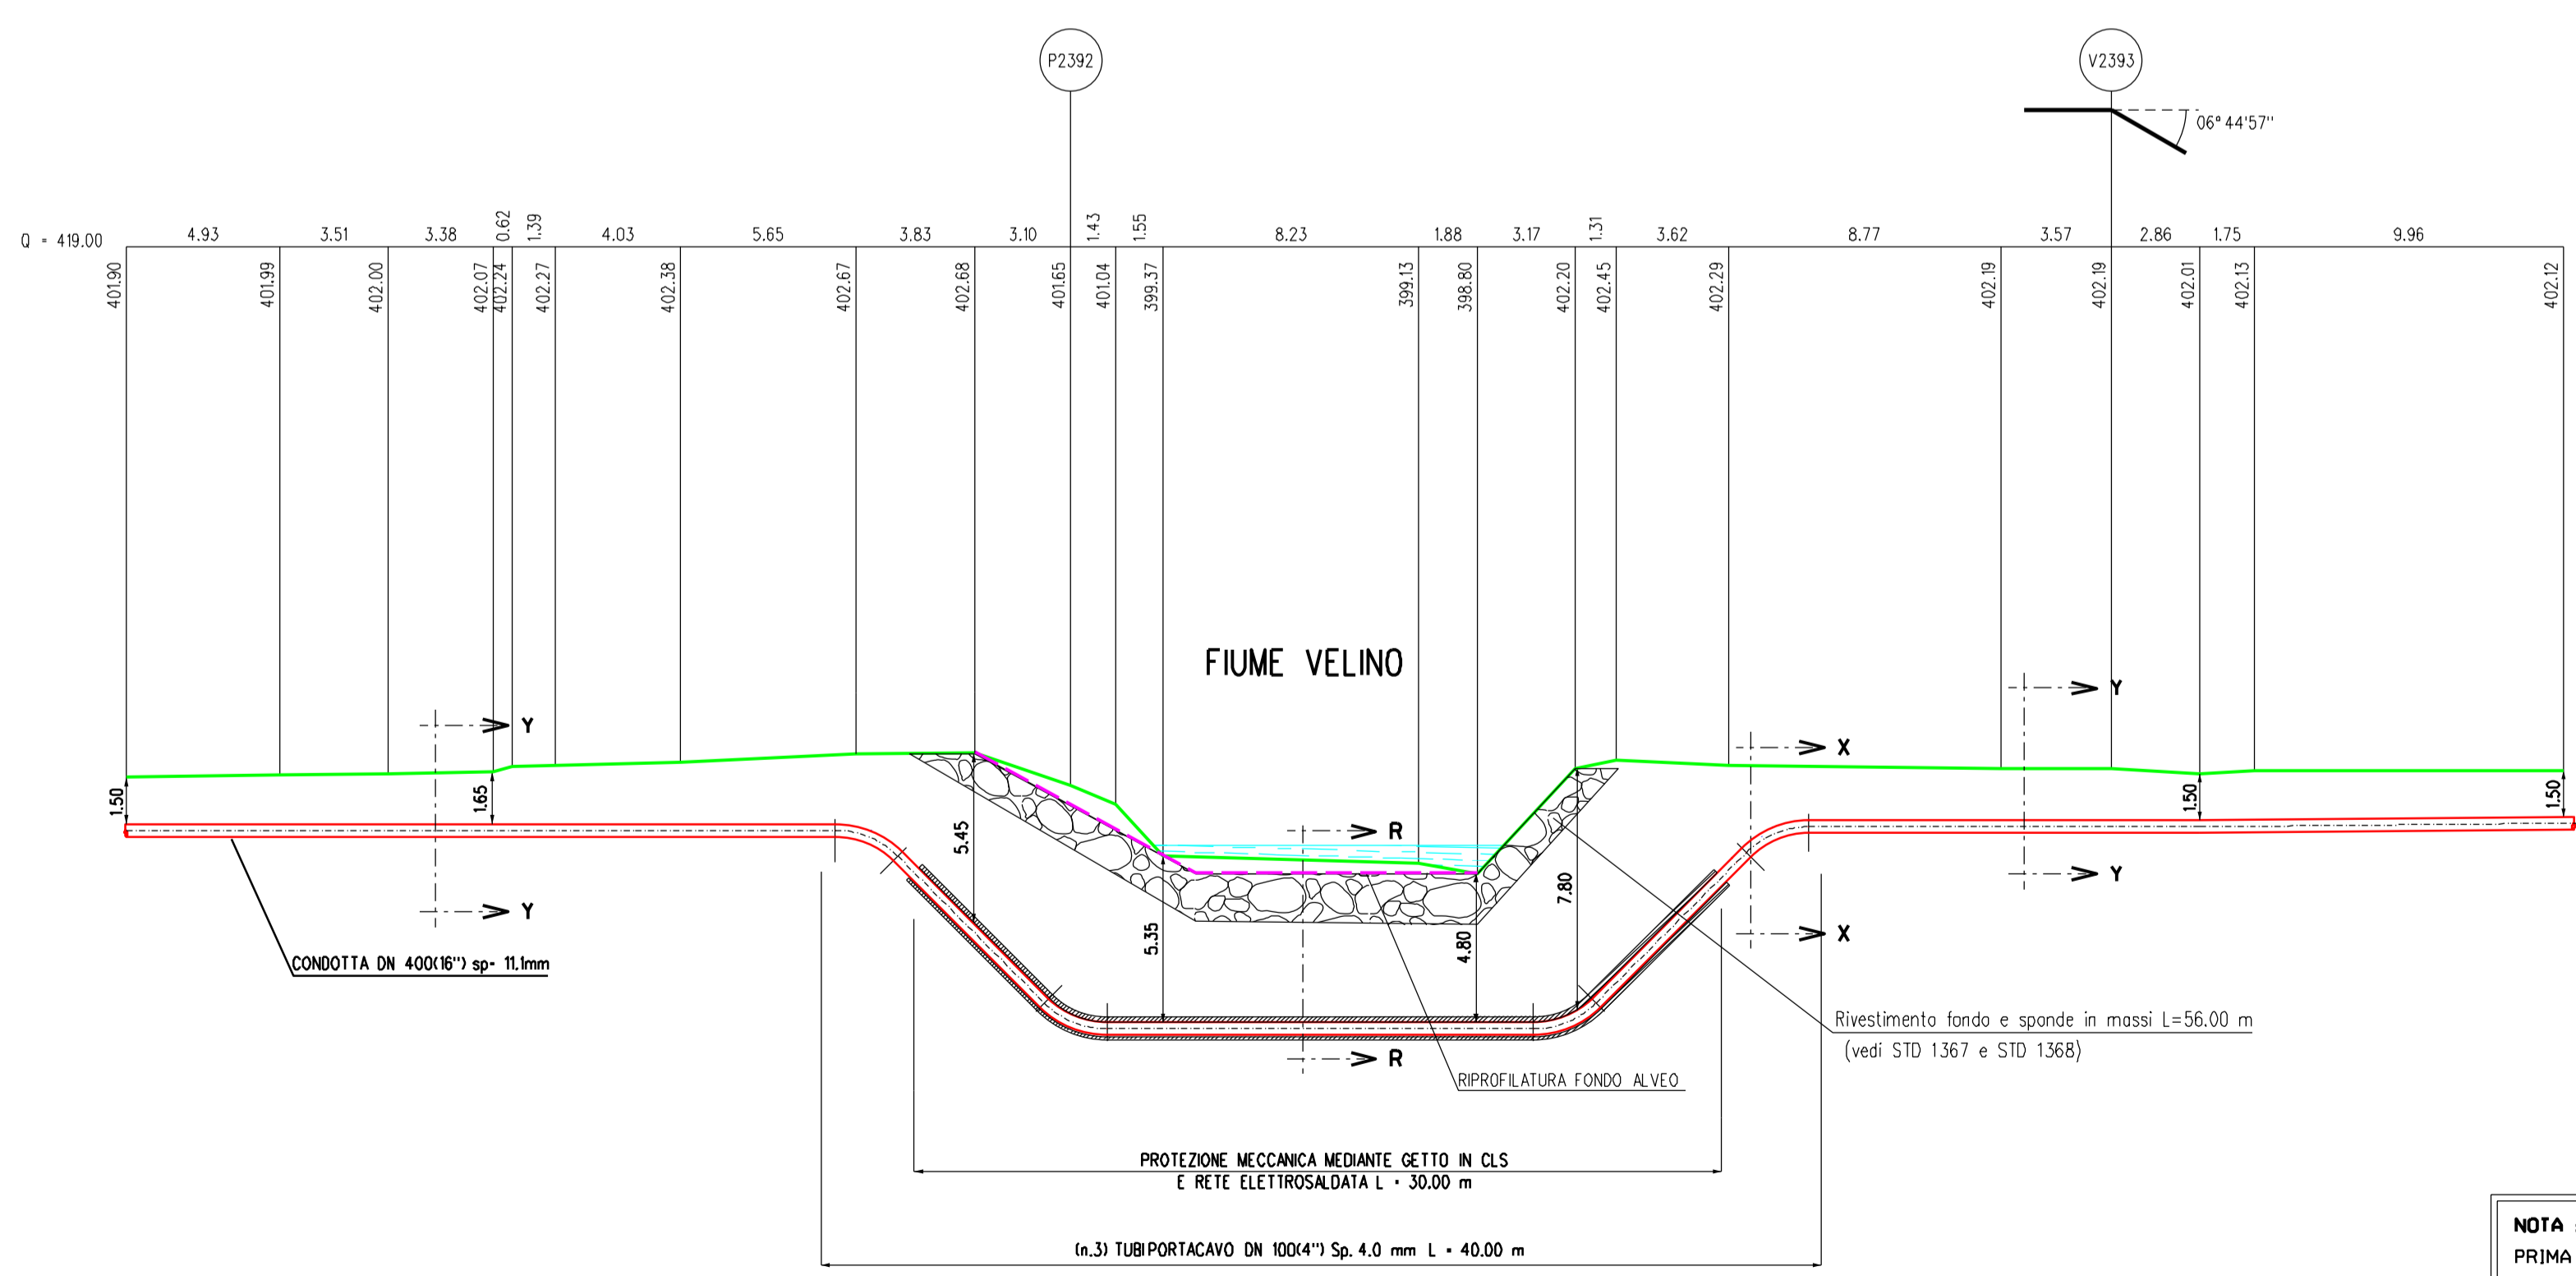 P2392
V2393
06° 44'57"
Q = 419.00
4.93
3.51
3.38
0.62
1.39
4.03
5.65
3.83
3.10
1.43
1.55
8.23
1.88
3.17
1.31
3.62
8.77
3.57
2.86
1.75
9.96
401.90
401.99
402.00
402.07
402.24
402.27
402.38
402.67
402.68
401.65
401.04
399.37
399.13
398.80
402.20
402.45
402.29
402.19
402.19
402.01
402.13
402.12
FIUME VELINO
Y
Y
X
R
1.50
1.65
5.45
5.35
4.80
7.80
1.50
1.50
Y
Y
X
R
CONDOTTA DN 400(16") sp= 11.1mm
Rivestimento fondo e sponde in massi L=56.00 m
(vedi STD 1367 e STD 1368)
RIPROFILATURA FONDO ALVEO
PROTEZIONE MECCANICA MEDIANTE GETTO IN CLS
E RETE ELETTROSALDATA L = 30.00 m
(n.3) TUBI PORTACAVO DN 100(4") Sp. 4.0 mm L = 40.00 m
NOTA :
PRIMA